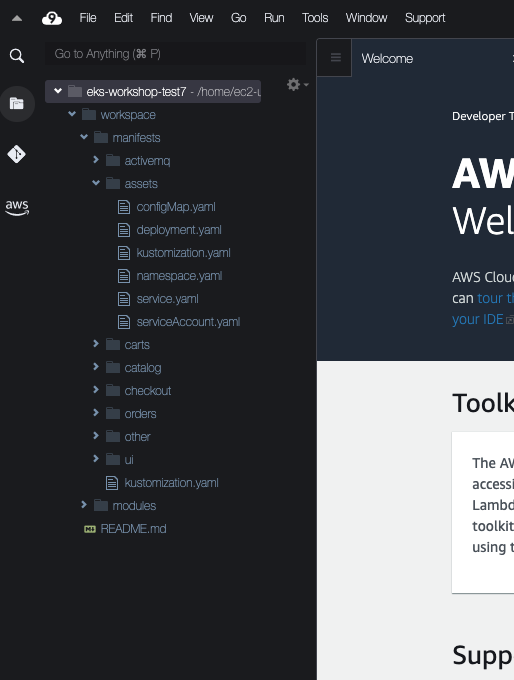 9 File Edit Find View Go Run Tools Window Support
Go to Anything (⌘ P)
Welcome
eks-workshop-test7 - /home/ec2-u
workspace
manifests
activemq
assets
configMap.yaml
deployment.yaml
kustomization.yaml
namespace.yaml
service.yaml
serviceAccount.yaml
carts
catalog
checkout
orders
other
ui
kustomization.yaml
modules
README.md
aws
Developer T
AW
Wel
AWS Cloud
can tour th
your IDE
Toolk
The AW
accessi
Lambd
toolkit
using t
Supp